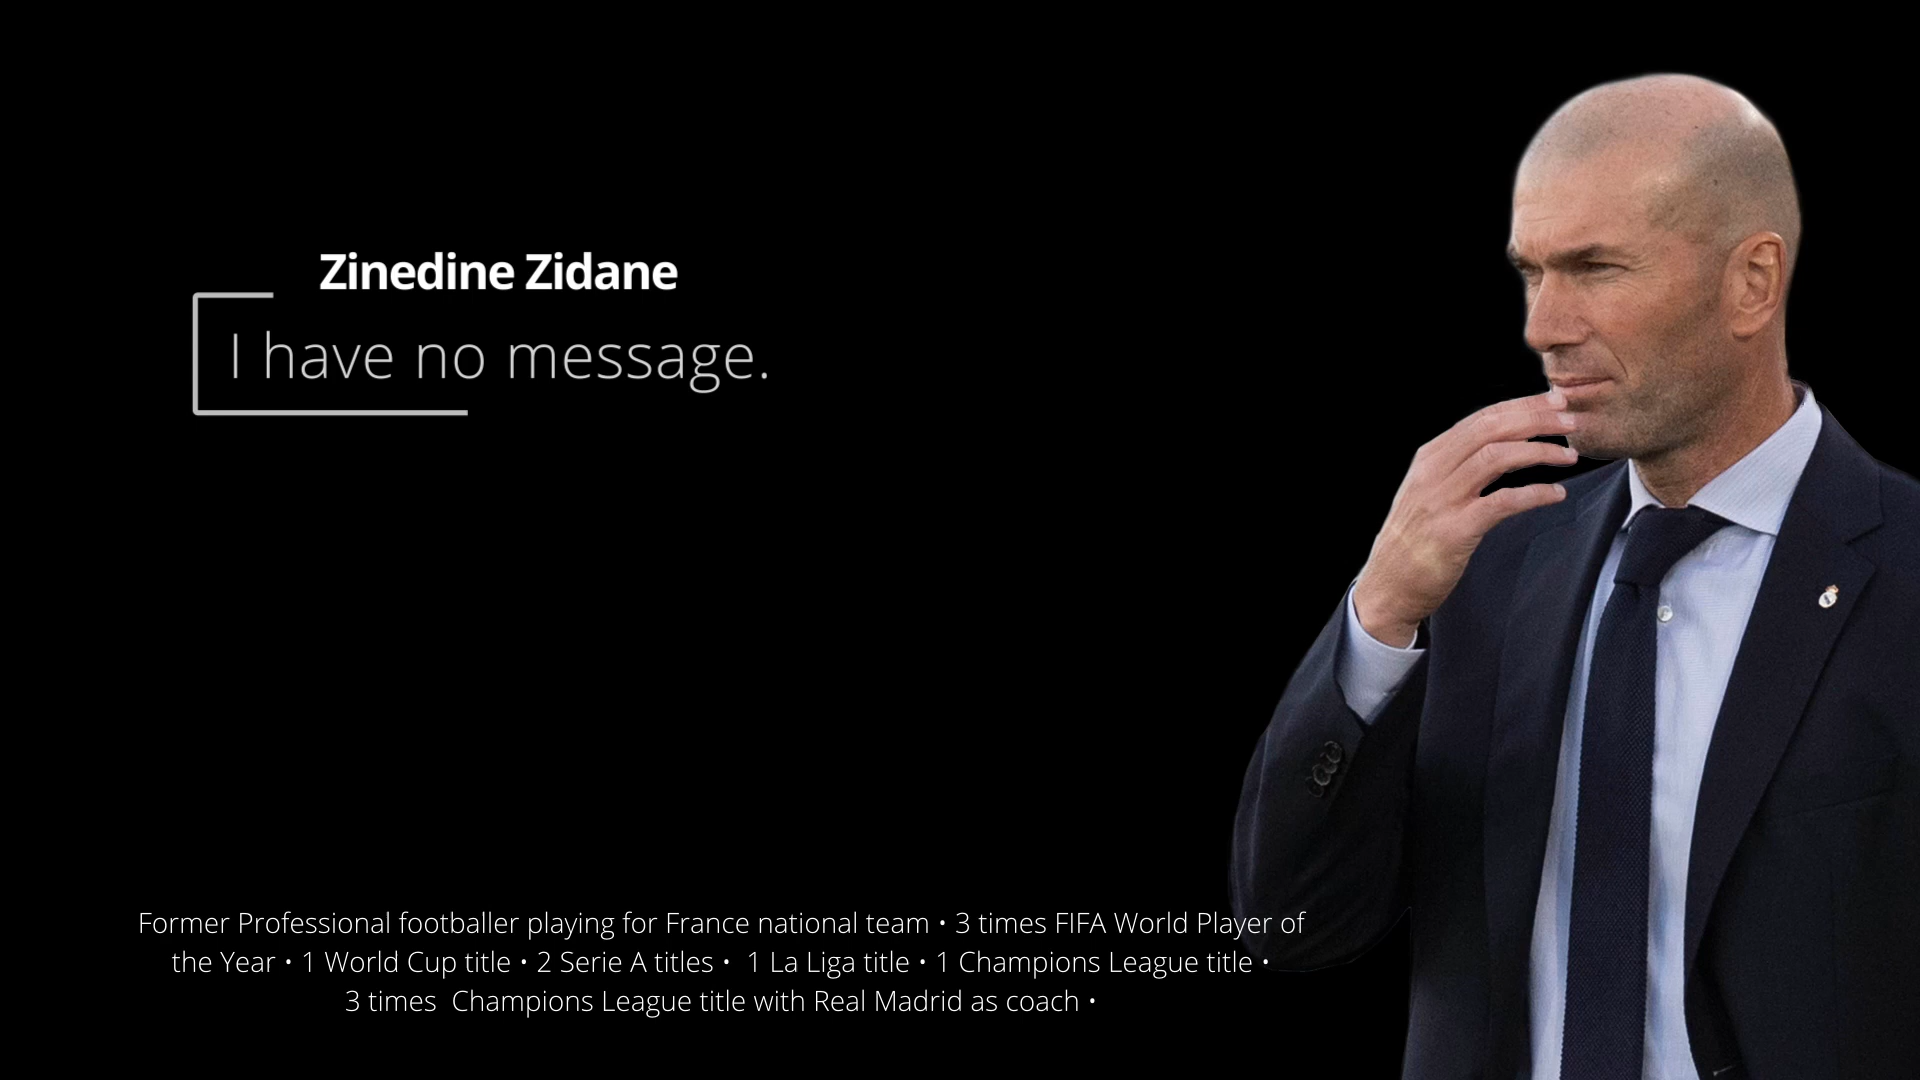 Zinedine Zidane
I have no message.
Former Professional footballer playing for France national team • 3 times FIFA World Player of
the Year • 1 World Cup title • 2 Serie A titles •  1 La Liga title • 1 Champions League title •
3 times  Champions League title with Real Madrid as coach •